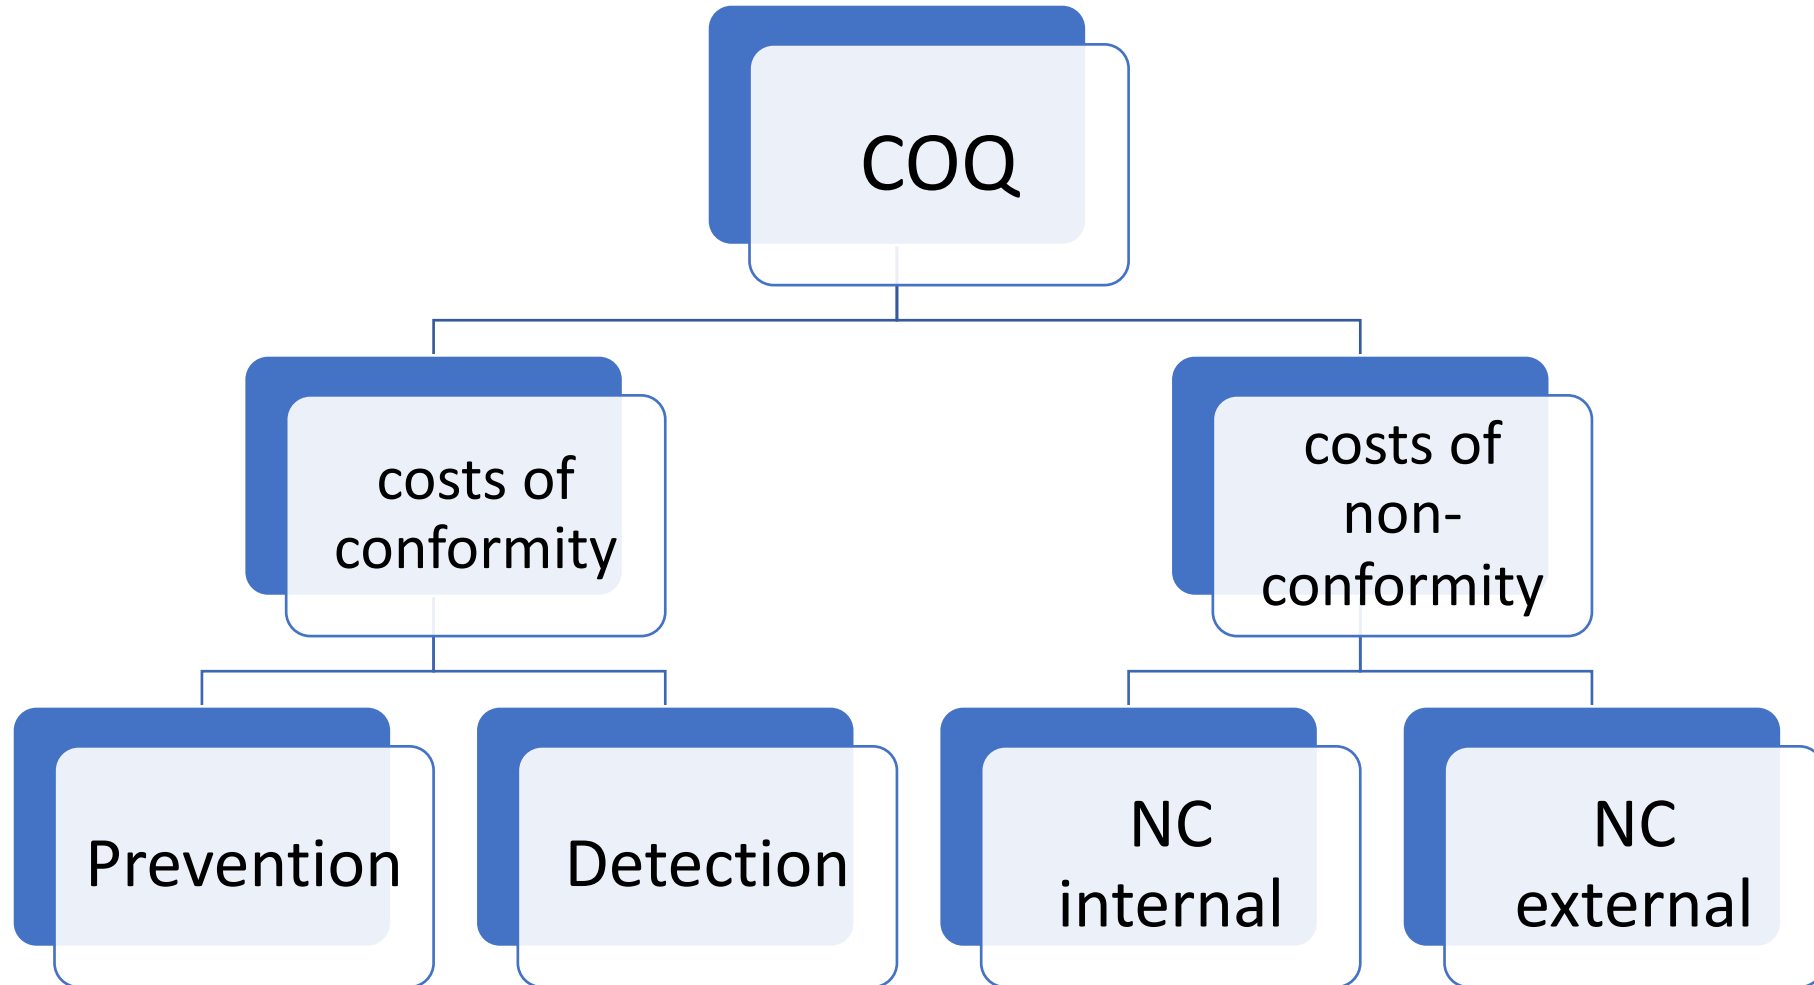 COQ
costs of
conformity
costs of
non-
conformity
Prevention
Detection
NC
internal
NC
external